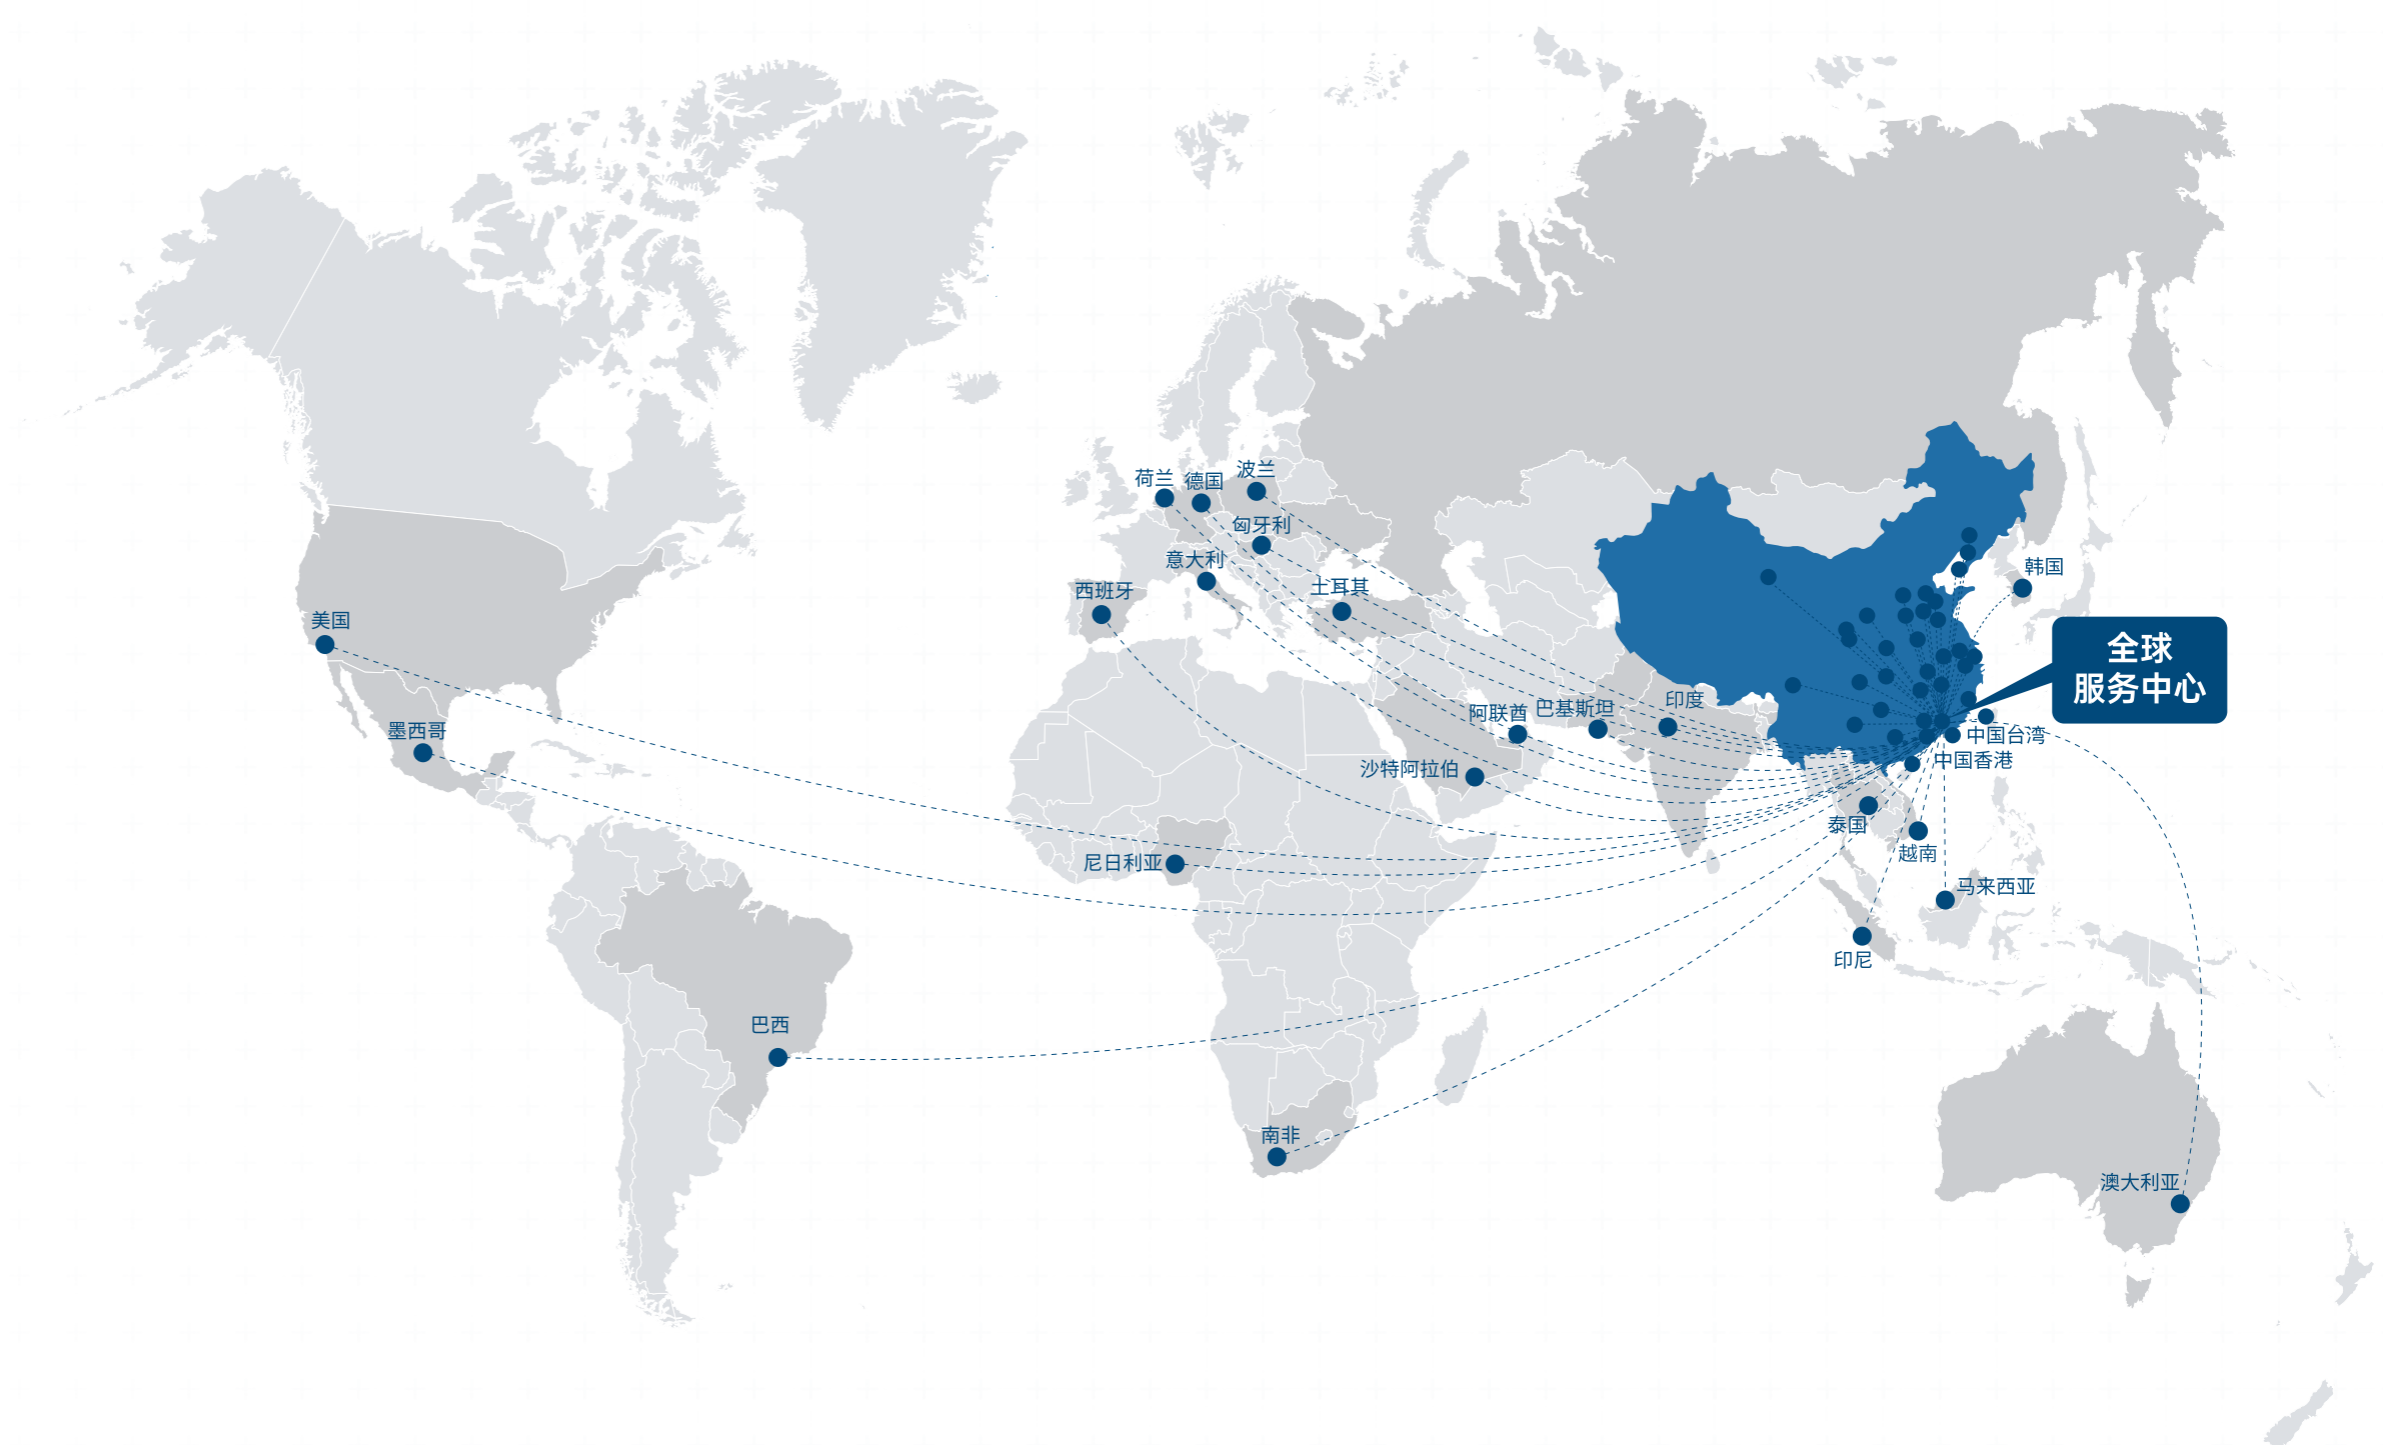 波兰
荷兰
德国
匈牙利
意大利
韩国
西班牙
土耳其
美国
全球
服务中心
印度
巴基斯坦
阿联酋
墨西哥
中国台湾
中国香港
沙特阿拉伯
泰国
越南
尼日利亚
马来西亚
印尼
巴西
南非
澳大利亚